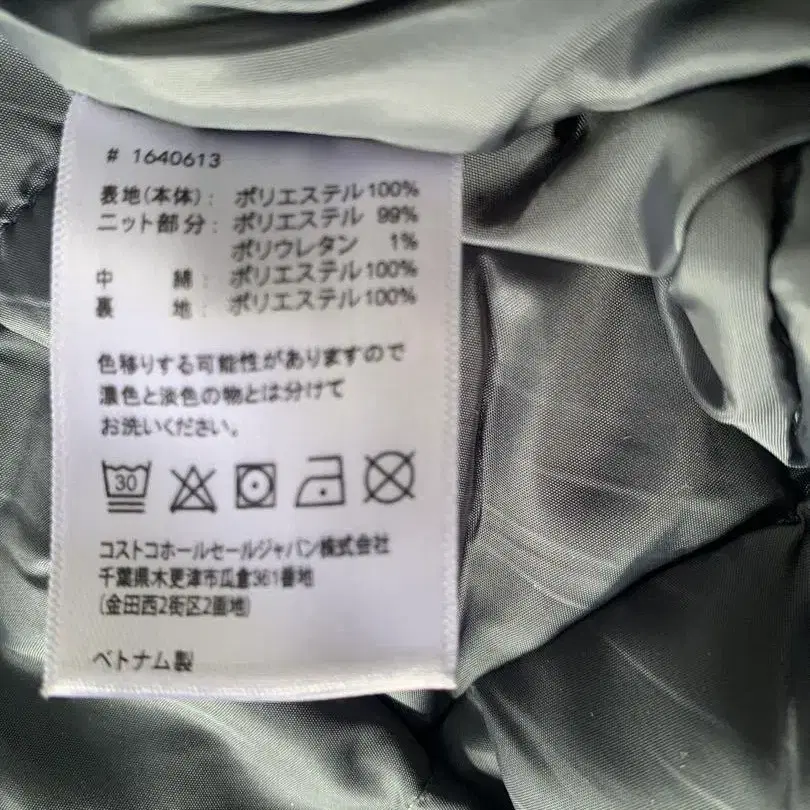 # 1640613
表地(本体): ポリエステル100%
ニット部分: ポリエステル 99%
ポリウレタン 1%
中 綿: ポリエステル100%
裏 地: ポリエステル100%
色移りする可能性がありますので
濃色と淡色の物とは分けて
お洗いください。
30
コストコホールセールジャパン株式会社
千葉県木更津市瓜倉361番地
(金田西2街区2画地)
ベトナム製